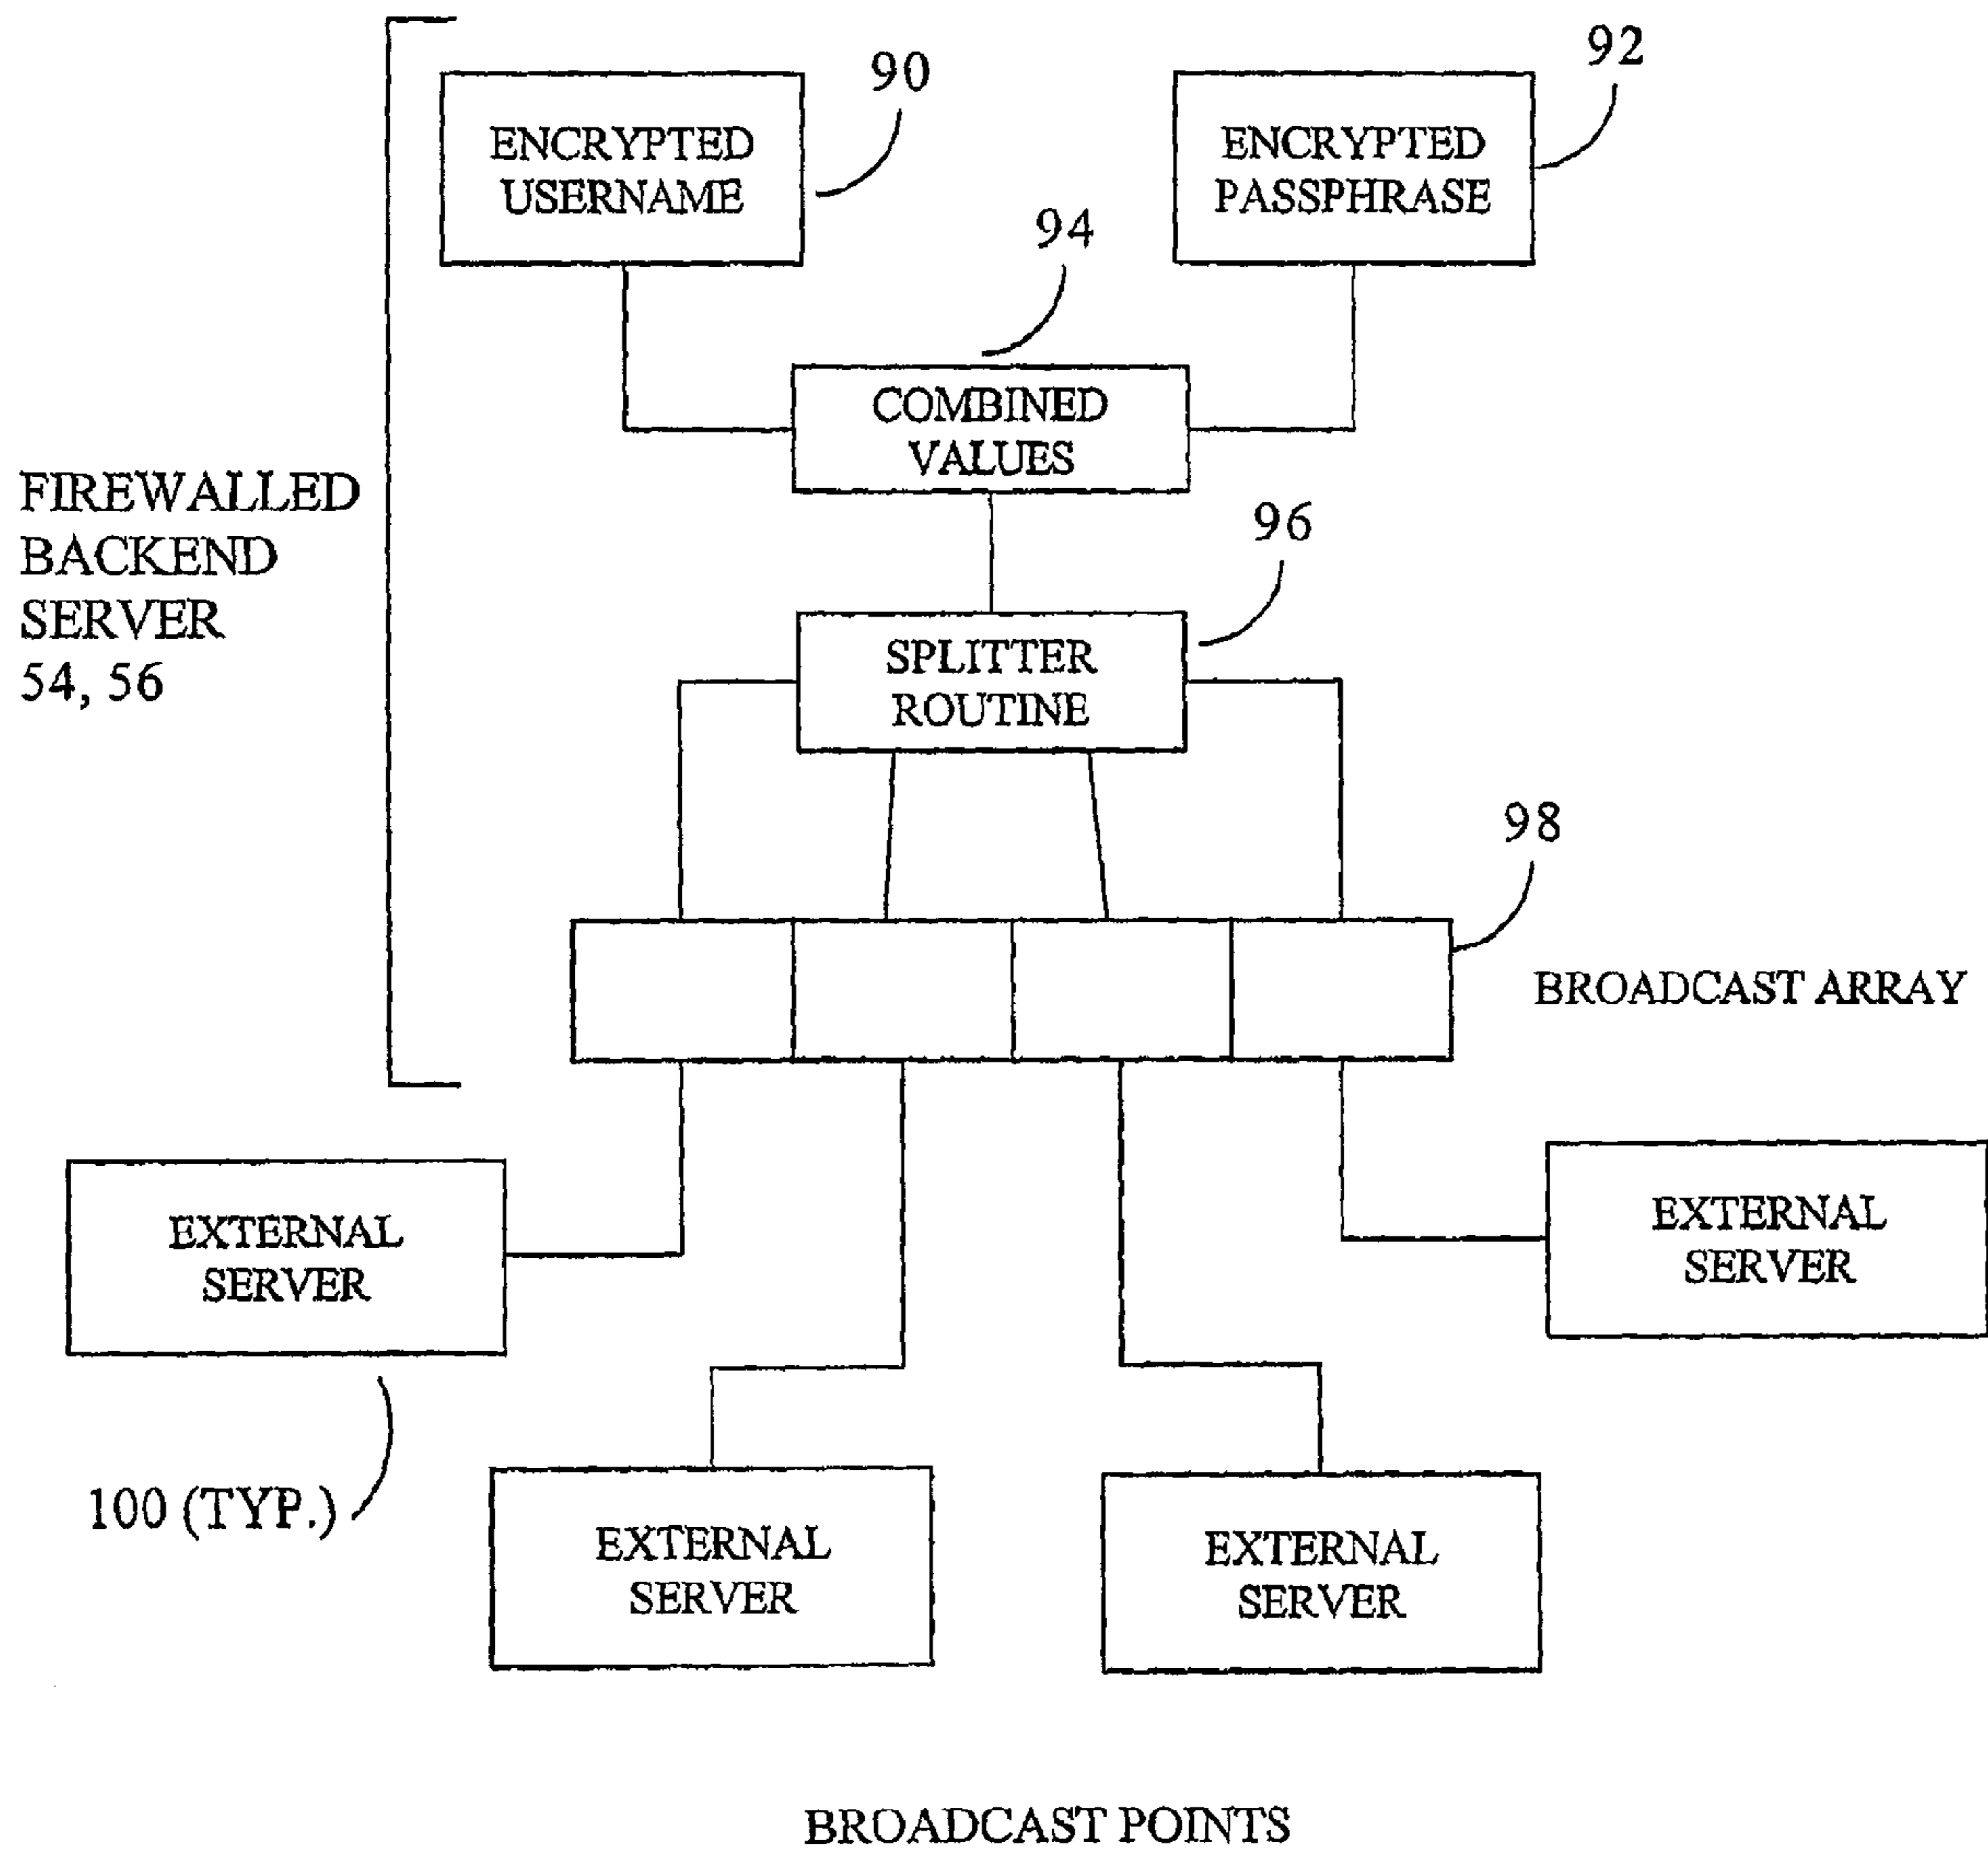 90
92
ENCRYPTED
USERNAME
ENCRYPTED
PASSPHRASE
94
COMBINED
VALUES
FIREWALLED
BACKEND
SERVER
54, 56
96
SPLITTER
ROUTINE
98
BROADCAST ARRAY
EXTERNAL
SERVER
EXTERNAL
SERVER
100 (TYP.)
EXTERNAL
SERVER
EXTERNAL
SERVER
BROADCAST POINTS